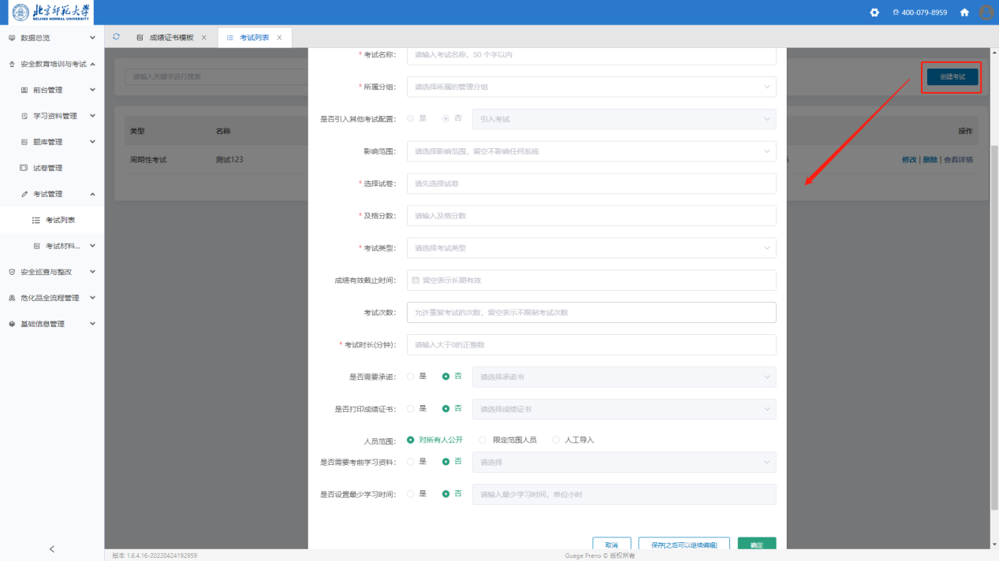 北京师范大学
BEIJING NORMAL UNIVERSITY
400-079-8959
数据总览
安全教育培训与考试
前台管理
学习资料管理
题库管理
试卷管理
考试管理
考试列表
考试材料...
安全巡查与整改
危化品全流程管理
基础信息管理
成绩证书模板 ×
考试列表 ×
请输入关键字进行搜索
创建考试
类型 名称 操作
周期性考试 测试123 修改 | 删除 | 查看详情
* 考试名称: 请输入考试名称，50 个字以内
* 所属分组: 请选择所属的管理分组
是否引入其他考试配置: 是 否 引入考试
影响范围: 请选择影响范围，留空不影响任何系统
* 选择试卷: 请先选择试卷
* 及格分数: 请输入及格分数
* 考试类型: 请选择考试类型
成绩有效截止时间: 留空表示长期有效
考试次数: 允许重复考试的次数，留空表示不限制考试次数
* 考试时长(分钟): 请输入大于0的正整数
是否需要承诺: 是 否 请选择承诺书
是否打印成绩证书: 是 否 请选择成绩证书
人员范围: 对所有人公开 限定范围人员 人工导入
是否需要考前学习资料: 是 否 请选择
是否设置最少学习时间: 是 否 请输入最少学习时间，单位小时
取消 保存[之后可以继续编辑] 确定
版本 1.6.4.16-20220424192959
Guege Preno © 版权所有